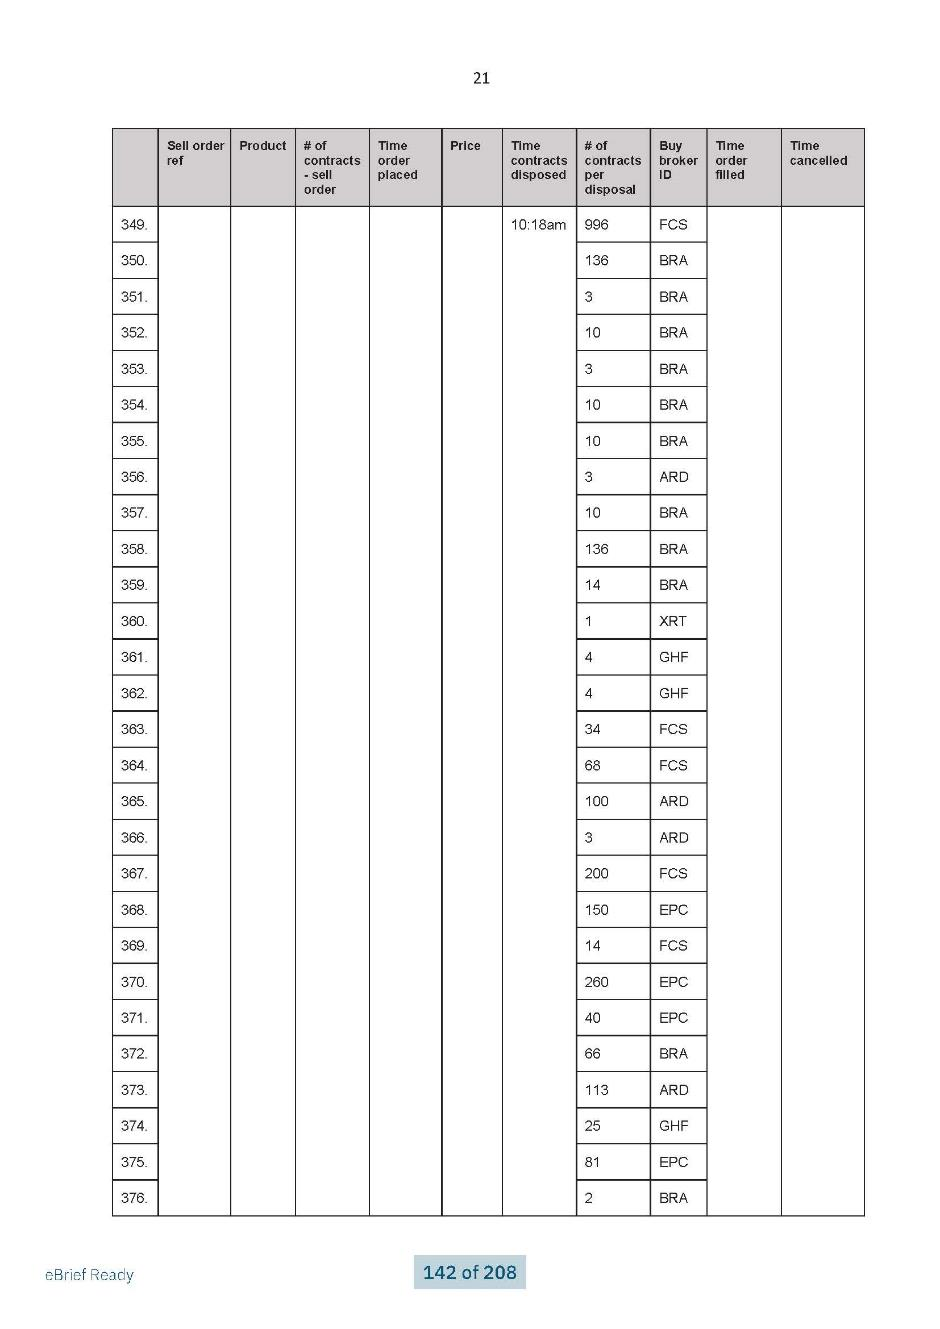 21
Sell order ref | Product | # of contracts - sell order | Time order placed | Price | Time contracts disposed | # of contracts per disposal | Buy broker ID | Time order filled | Time cancelled
349. 10:18am 996 FCS
350. 136 BRA
351. 3 BRA
352. 10 BRA
353. 3 BRA
354. 10 BRA
355. 10 BRA
356. 3 ARD
357. 10 BRA
358. 136 BRA
359. 14 BRA
360. 1 XRT
361. 4 GHF
362. 4 GHF
363. 34 FCS
364. 68 FCS
365. 100 ARD
366. 3 ARD
367. 200 FCS
368. 150 EPC
369. 14 FCS
370. 260 EPC
371. 40 EPC
372. 66 BRA
373. 113 ARD
374. 25 GHF
375. 81 EPC
376. 2 BRA
eBrief Ready
142 of 208